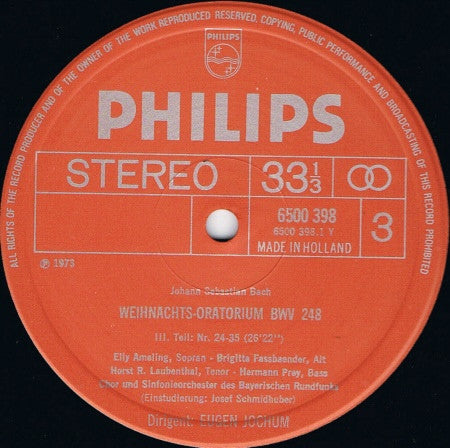 ALL RIGHTS OF THE RECORD PRODUCER AND OF THE OWNER OF THE WORK REPRODUCED RESERVED. COPYING, PUBLIC PERFORMANCE AND BROADCASTING OF THIS RECORD PROHIBITED
PHILIPS
PHILIPS
STEREO 33 1/3
6500 398
6500 398.1 Y
MADE IN HOLLAND
3
℗ 1973
Johann Sebastian Bach
WEIHNACHTS-ORATORIUM BWV 248
III. Teil: Nr. 24-35 (26'22")
Elly Ameling, Sopran - Brigitte Fassbaender, Alt
Horst R. Laubenthal, Tenor - Hermann Prey, Bass
Chor und Sinfonieorchester des Bayerischen Rundfunks
(Einstudierung: Josef Schmidhuber)
Dirigent: EUGEN JOCHUM